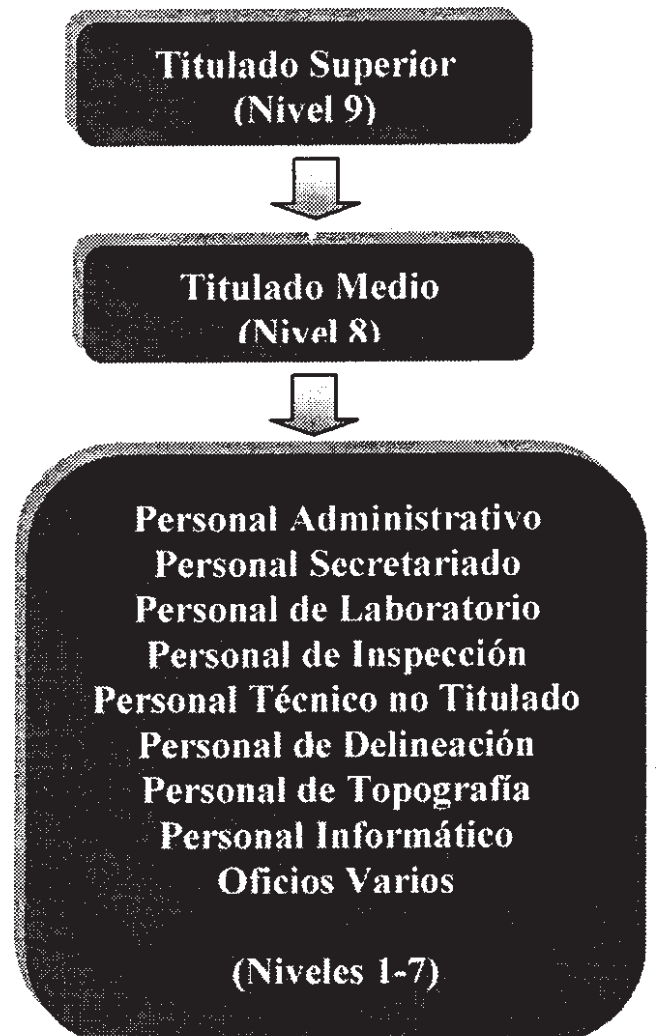 Titulado Superior
(Nivel 9)
Titulado Medio
(Nivel 8)
Personal Administrativo
Personal Secretariado
Personal de Laboratorio
Personal de Inspección
Personal Técnico no Titulado
Personal de Delineación
Personal de Topografía
Personal Informático
Oficios Varios
(Niveles 1-7)